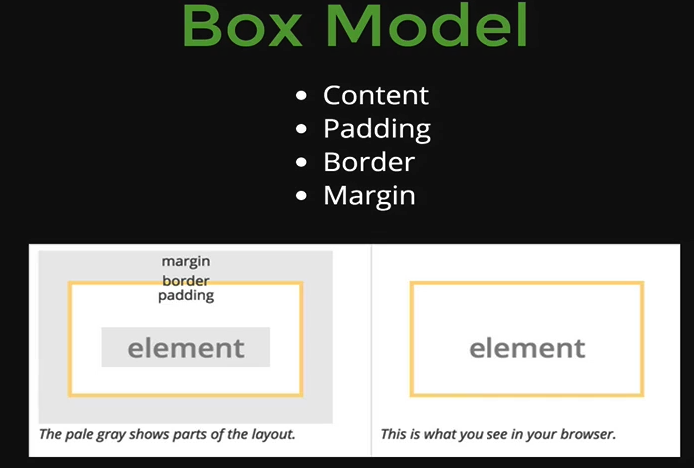 Box Model
Content
Padding
Border
Margin
margin
border
padding
element
The pale gray shows parts of the layout.
element
This is what you see in your browser.